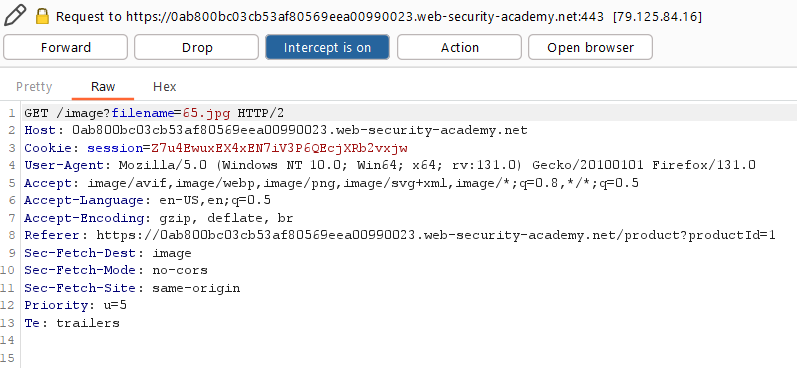 Request to https://0ab800bc03cb53af80569eea00990023.web-security-academy.net:443 [79.125.84.16]
Forward Drop Intercept is on Action Open browser
Pretty Raw Hex
1 GET /image?filename=65.jpg HTTP/2
2 Host: 0ab800bc03cb53af80569eea00990023.web-security-academy.net
3 Cookie: session=Z7u4EwuxEX4xEN7iV3P6QEcjXRb2vxjw
4 User-Agent: Mozilla/5.0 (Windows NT 10.0; Win64; x64; rv:131.0) Gecko/20100101 Firefox/131.0
5 Accept: image/avif,image/webp,image/png,image/svg+xml,image/*;q=0.8,*/*;q=0.5
6 Accept-Language: en-US,en;q=0.5
7 Accept-Encoding: gzip, deflate, br
8 Referer: https://0ab800bc03cb53af80569eea00990023.web-security-academy.net/product?productId=1
9 Sec-Fetch-Dest: image
10 Sec-Fetch-Mode: no-cors
11 Sec-Fetch-Site: same-origin
12 Priority: u=5
13 Te: trailers
14
15